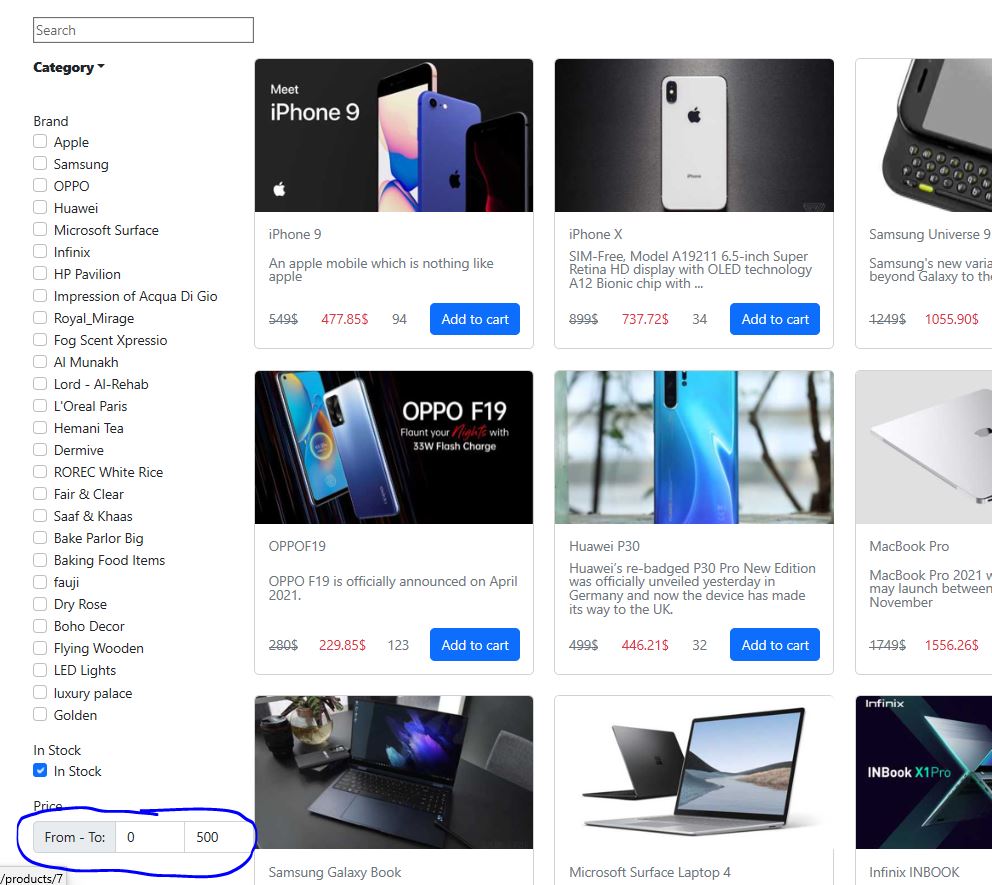 Search
Category
Brand
Apple
Samsung
OPPO
Huawei
Microsoft Surface
Infinix
HP Pavilion
Impression of Acqua Di Gio
Royal_Mirage
Fog Scent Xpressio
Al Munakh
Lord - Al-Rehab
L'Oreal Paris
Hemani Tea
Dermive
ROREC White Rice
Fair & Clear
Saaf & Khaas
Bake Parlor Big
Baking Food Items
fauji
Dry Rose
Boho Decor
Flying Wooden
LED Lights
luxury palace
Golden
In Stock
In Stock
Price
From - To: 0 500
/products/7
Meet
iPhone 9
iPhone 9
An apple mobile which is nothing like
apple
549$ 477.85$ 94 Add to cart
iPhone
iPhone X
SIM-Free, Model A19211 6.5-inch Super
Retina HD display with OLED technology
A12 Bionic chip with ...
899$ 737.72$ 34 Add to cart
Samsung Universe 9
Samsung's new varia
beyond Galaxy to the
1249$ 1055.90$
OPPO F19
Flaunt your Nights with
33W Flash Charge
OPPOF19
OPPO F19 is officially announced on April
2021.
280$ 229.85$ 123 Add to cart
Huawei P30
Huawei's re-badged P30 Pro New Edition
was officially unveiled yesterday in
Germany and now the device has made
its way to the UK.
499$ 446.21$ 32 Add to cart
MacBook Pro
MacBook Pro 2021 w
may launch between
November
1749$ 1556.26$
Samsung Galaxy Book
Microsoft Surface Laptop 4
Infinix
INBook X1Pro
Infinix INBOOK